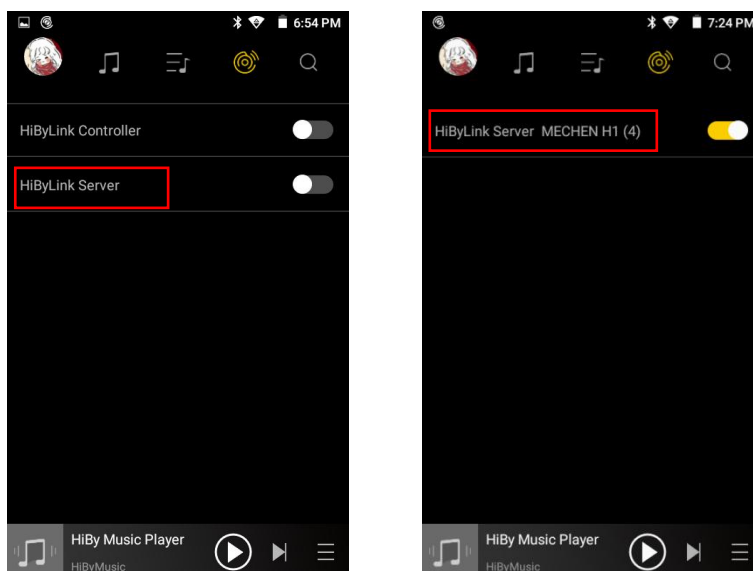 6:54 PM
HiByLink Controller
HiByLink Server
HiBy Music Player
HiByMusic
7:24 PM
HiByLink Server MECHEN H1 (4)
HiBy Music Player
HiByMusic